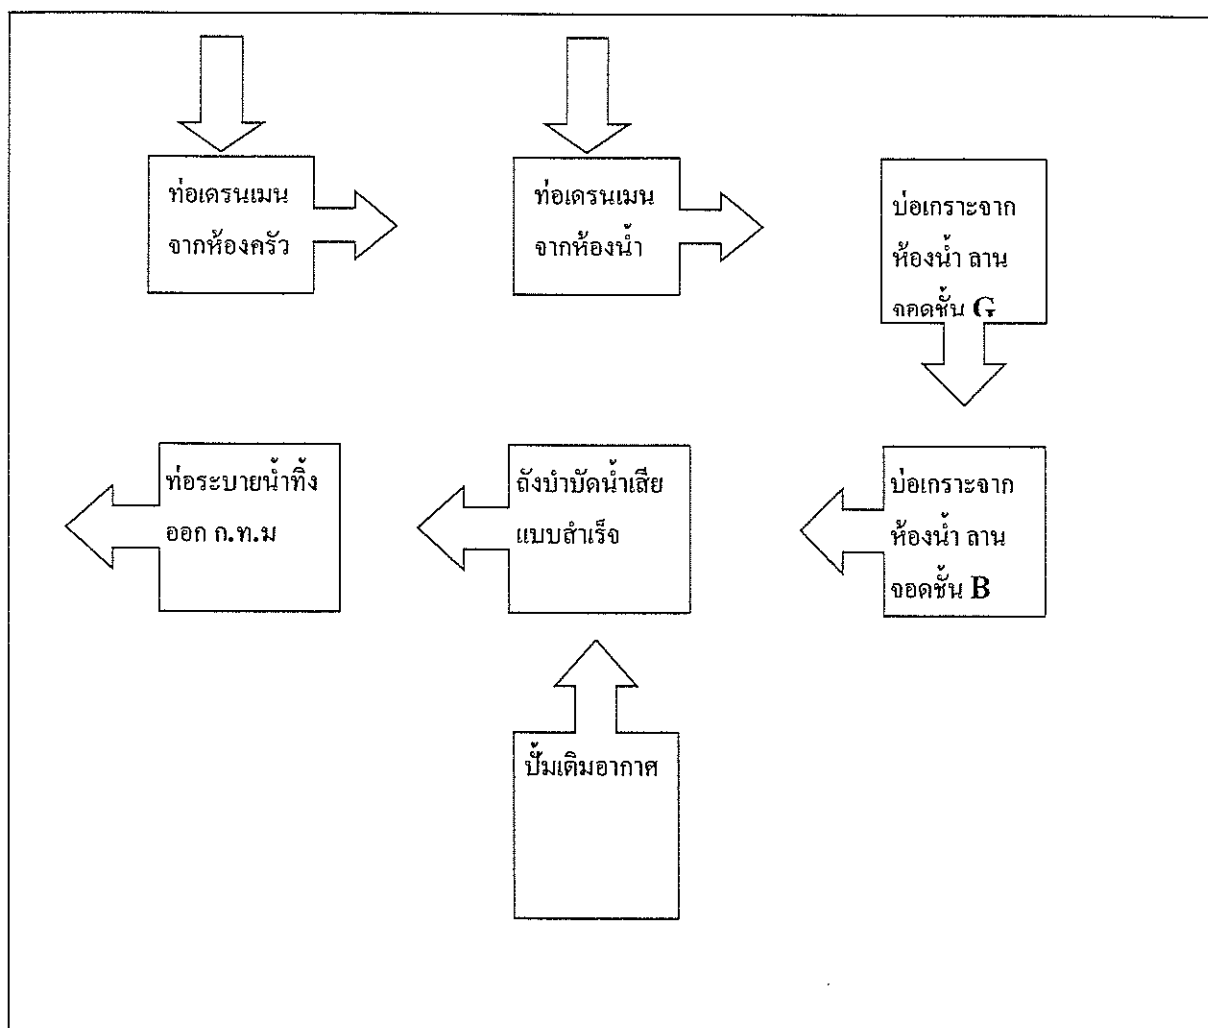 ท่อเดรนเมน
จากห้องครัว
ท่อเดรนเมน
จากห้องน้ำ
บ่อเกราะจาก
ห้องน้ำ ลาน
จอดชั้น G
ท่อระบายน้ำทิ้ง
ออก ก.ท.ม
ถังบำบัดน้ำเสีย
แบบสำเร็จ
บ่อเกราะจาก
ห้องน้ำ ลาน
จอดชั้น B
ปั้มเติมอากาศ